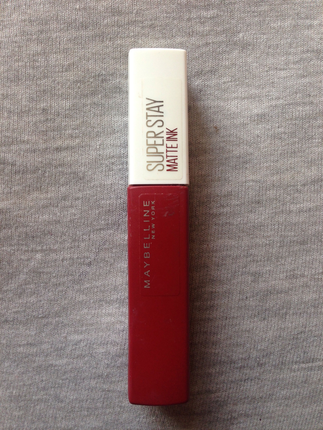 SUPER STAY
MATTE INK
MAYBELLINE
NEW YORK